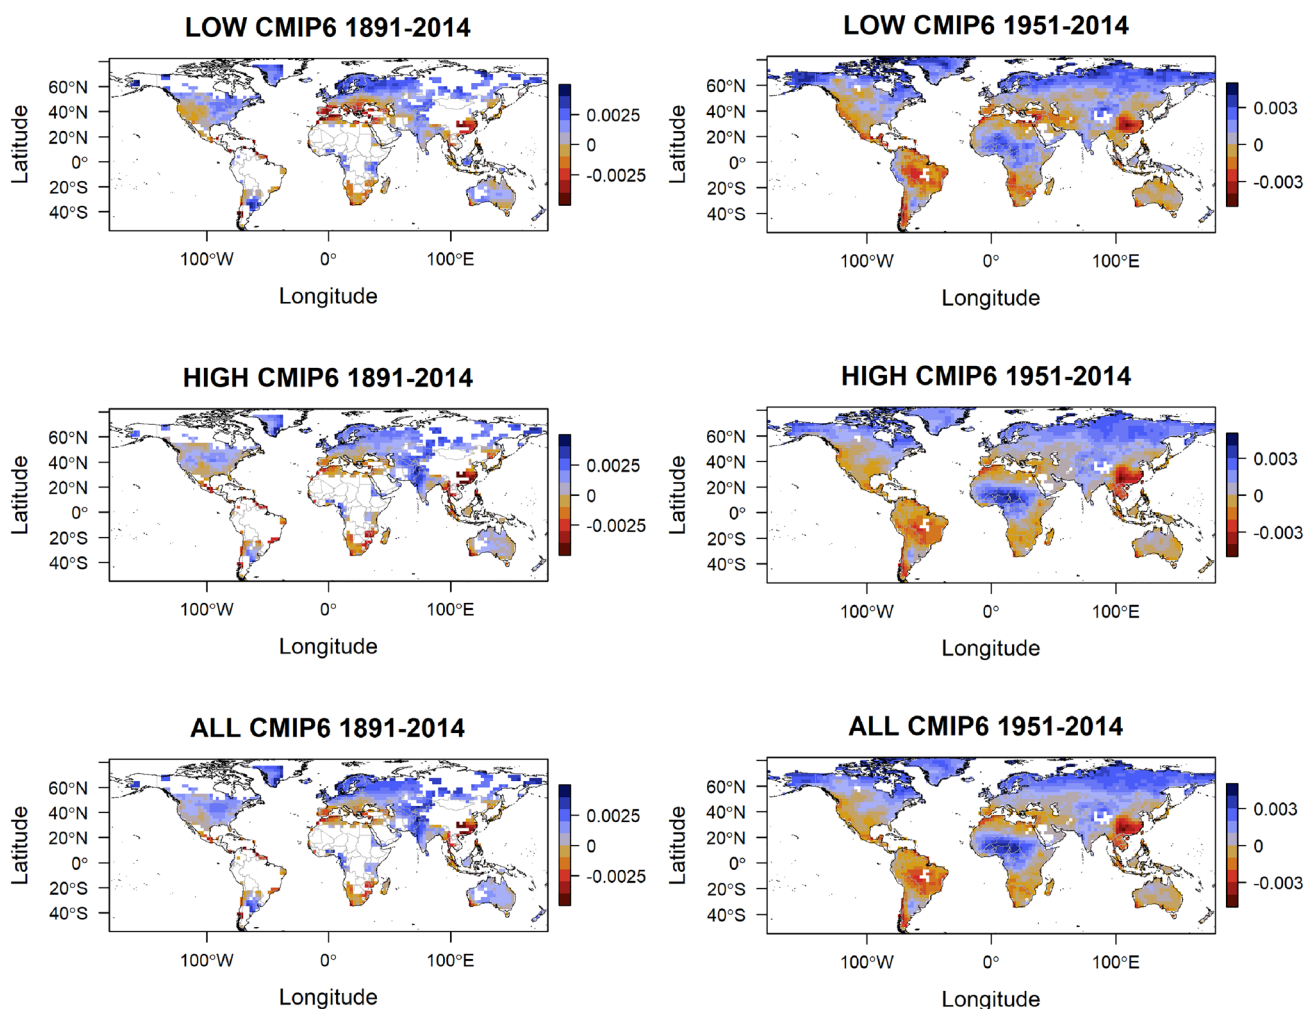 LOW CMIP6 1891-2014
Latitude
60°N
40°N
20°N
0°
20°S
40°S
100°W
0°
100°E
Longitude
0.0025
0
-0.0025
LOW CMIP6 1951-2014
Latitude
60°N
40°N
20°N
0°
20°S
40°S
100°W
0°
100°E
Longitude
0.003
0
-0.003
HIGH CMIP6 1891-2014
Latitude
60°N
40°N
20°N
0°
20°S
40°S
100°W
0°
100°E
Longitude
0.0025
0
-0.0025
HIGH CMIP6 1951-2014
Latitude
60°N
40°N
20°N
0°
20°S
40°S
100°W
0°
100°E
Longitude
0.003
0
-0.003
ALL CMIP6 1891-2014
Latitude
60°N
40°N
20°N
0°
20°S
40°S
100°W
0°
100°E
Longitude
0.0025
0
-0.0025
ALL CMIP6 1951-2014
Latitude
60°N
40°N
20°N
0°
20°S
40°S
100°W
0°
100°E
Longitude
0.003
0
-0.003